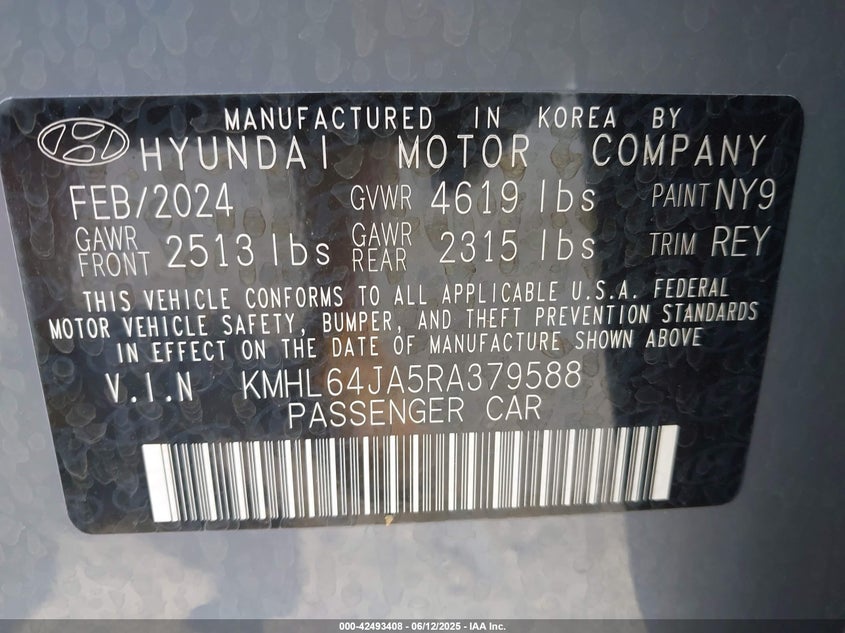 MANUFACTURED IN KOREA BY
HYUNDAI MOTOR COMPANY
FEB/2024 GVWR 4619 lbs PAINT NY9
GAWR FRONT 2513 lbs GAWR REAR 2315 lbs TRIM REY
THIS VEHICLE CONFORMS TO ALL APPLICABLE U.S.A. FEDERAL
MOTOR VEHICLE SAFETY, BUMPER, AND THEFT PREVENTION STANDARDS
IN EFFECT ON THE DATE OF MANUFACTURE SHOWN ABOVE
V.I.N KMHL64JA5RA379588
PASSENGER CAR
000-42493408 - 06/12/2025 - IAA Inc.